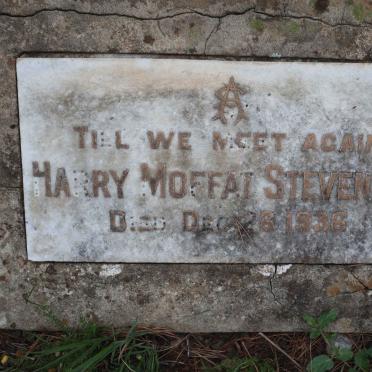 TILL WE MEET AGAIN
HARRY MOFFAT STEVEN
DIED DEC 26 1936